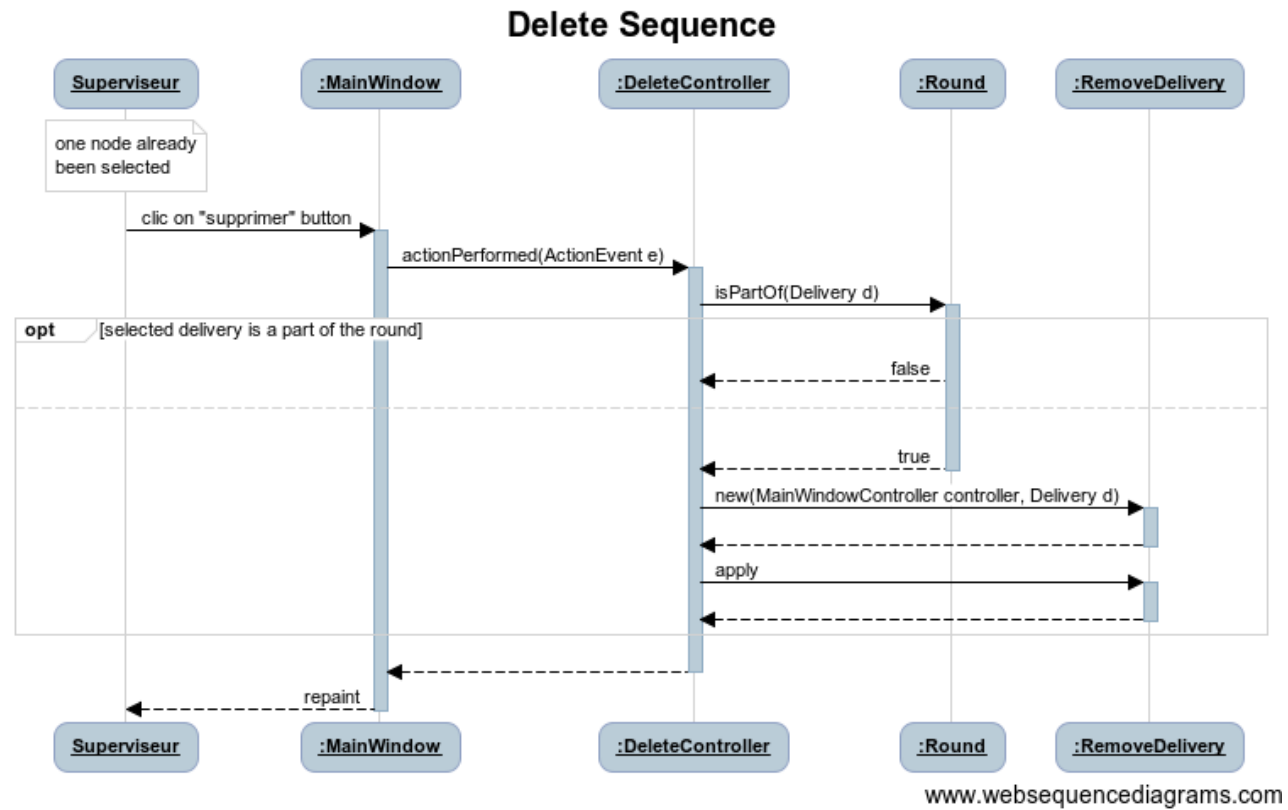 Delete Sequence
Superviseur
:MainWindow
:DeleteController
:Round
:RemoveDelivery
one node already
been selected
clic on "supprimer" button
actionPerformed(ActionEvent e)
isPartOf(Delivery d)
opt
[selected delivery is a part of the round]
false
true
new(MainWindowController controller, Delivery d)
apply
repaint
Superviseur
:MainWindow
:DeleteController
:Round
:RemoveDelivery
www.websequencediagrams.com